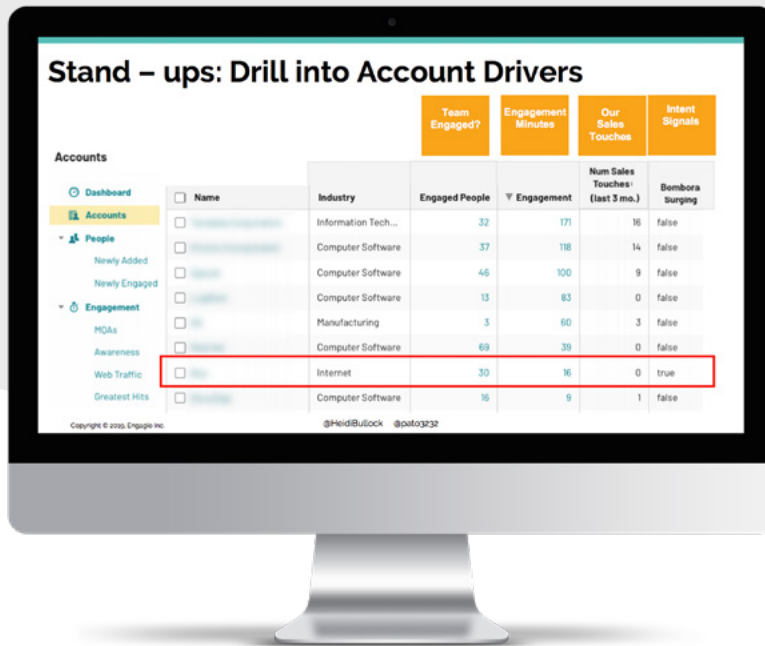 Stand – ups: Drill into Account Drivers
Team
Engaged?
Engagement
Minutes
Our
Sales
Touches
Intent
Signals
Accounts
Dashboard
Accounts
People
Newly Added
Newly Engaged
Engagement
MQAs
Awareness
Web Traffic
Greatest Hits
Name Industry Engaged People Engagement Num Sales Touches↑ (last 3 mo.) Bombora Surging
Information Tech... 32 171 16 false
Computer Software 37 118 14 false
Computer Software 46 100 9 false
Computer Software 13 83 0 false
Manufacturing 3 60 3 false
Computer Software 69 39 0 false
Internet 30 16 0 true
Computer Software 16 9 1 false
Copyright © 2019, Engagio Inc.
@HeidiBullock @pato3232